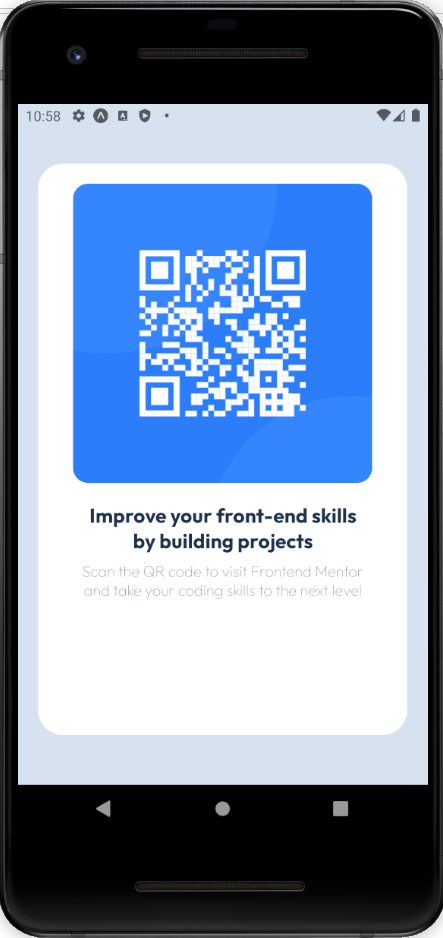 10:58
Improve your front-end skills
by building projects
Scan the QR code to visit Frontend Mentor
and take your coding skills to the next level